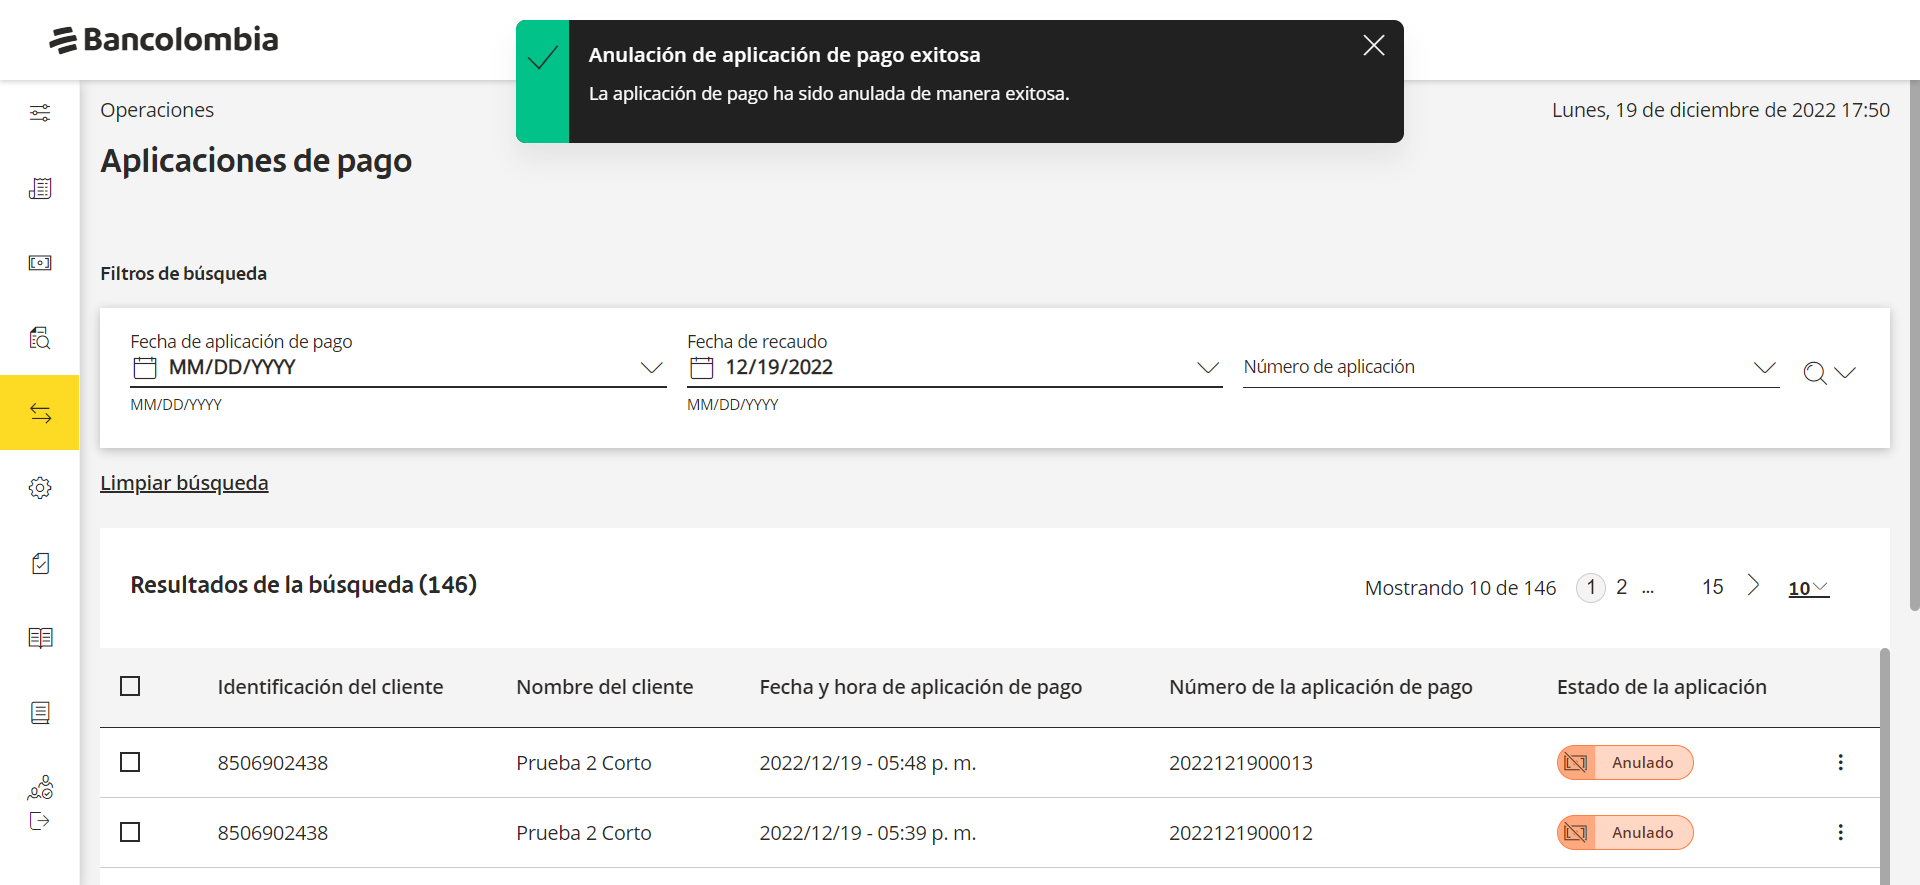 Bancolombia
Anulación de aplicación de pago exitosa
La aplicación de pago ha sido anulada de manera exitosa.
Operaciones
Lunes, 19 de diciembre de 2022 17:50
Aplicaciones de pago
Filtros de búsqueda
Fecha de aplicación de pago
MM/DD/YYYY
MM/DD/YYYY
Fecha de recaudo
12/19/2022
MM/DD/YYYY
Número de aplicación
Limpiar búsqueda
Resultados de la búsqueda (146)
Mostrando 10 de 146 1 2 ... 15 10
Identificación del cliente Nombre del cliente Fecha y hora de aplicación de pago Número de la aplicación de pago Estado de la aplicación
8506902438 Prueba 2 Corto 2022/12/19 - 05:48 p. m. 2022121900013 Anulado
8506902438 Prueba 2 Corto 2022/12/19 - 05:39 p. m. 2022121900012 Anulado